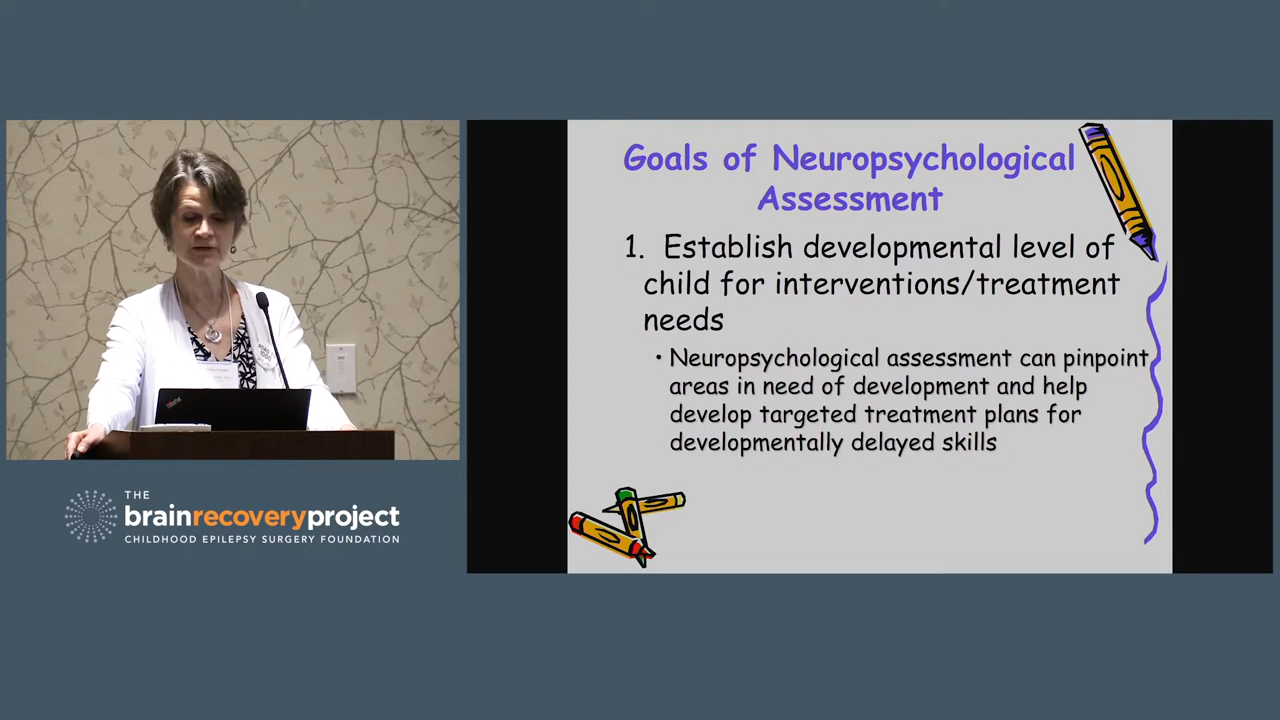 Goals of Neuropsychological
Assessment
1. Establish developmental level of
child for interventions/treatment
needs
• Neuropsychological assessment can pinpoint
areas in need of development and help
develop targeted treatment plans for
developmentally delayed skills
THE
brainrecoveryproject
CHILDHOOD EPILEPSY SURGERY FOUNDATION